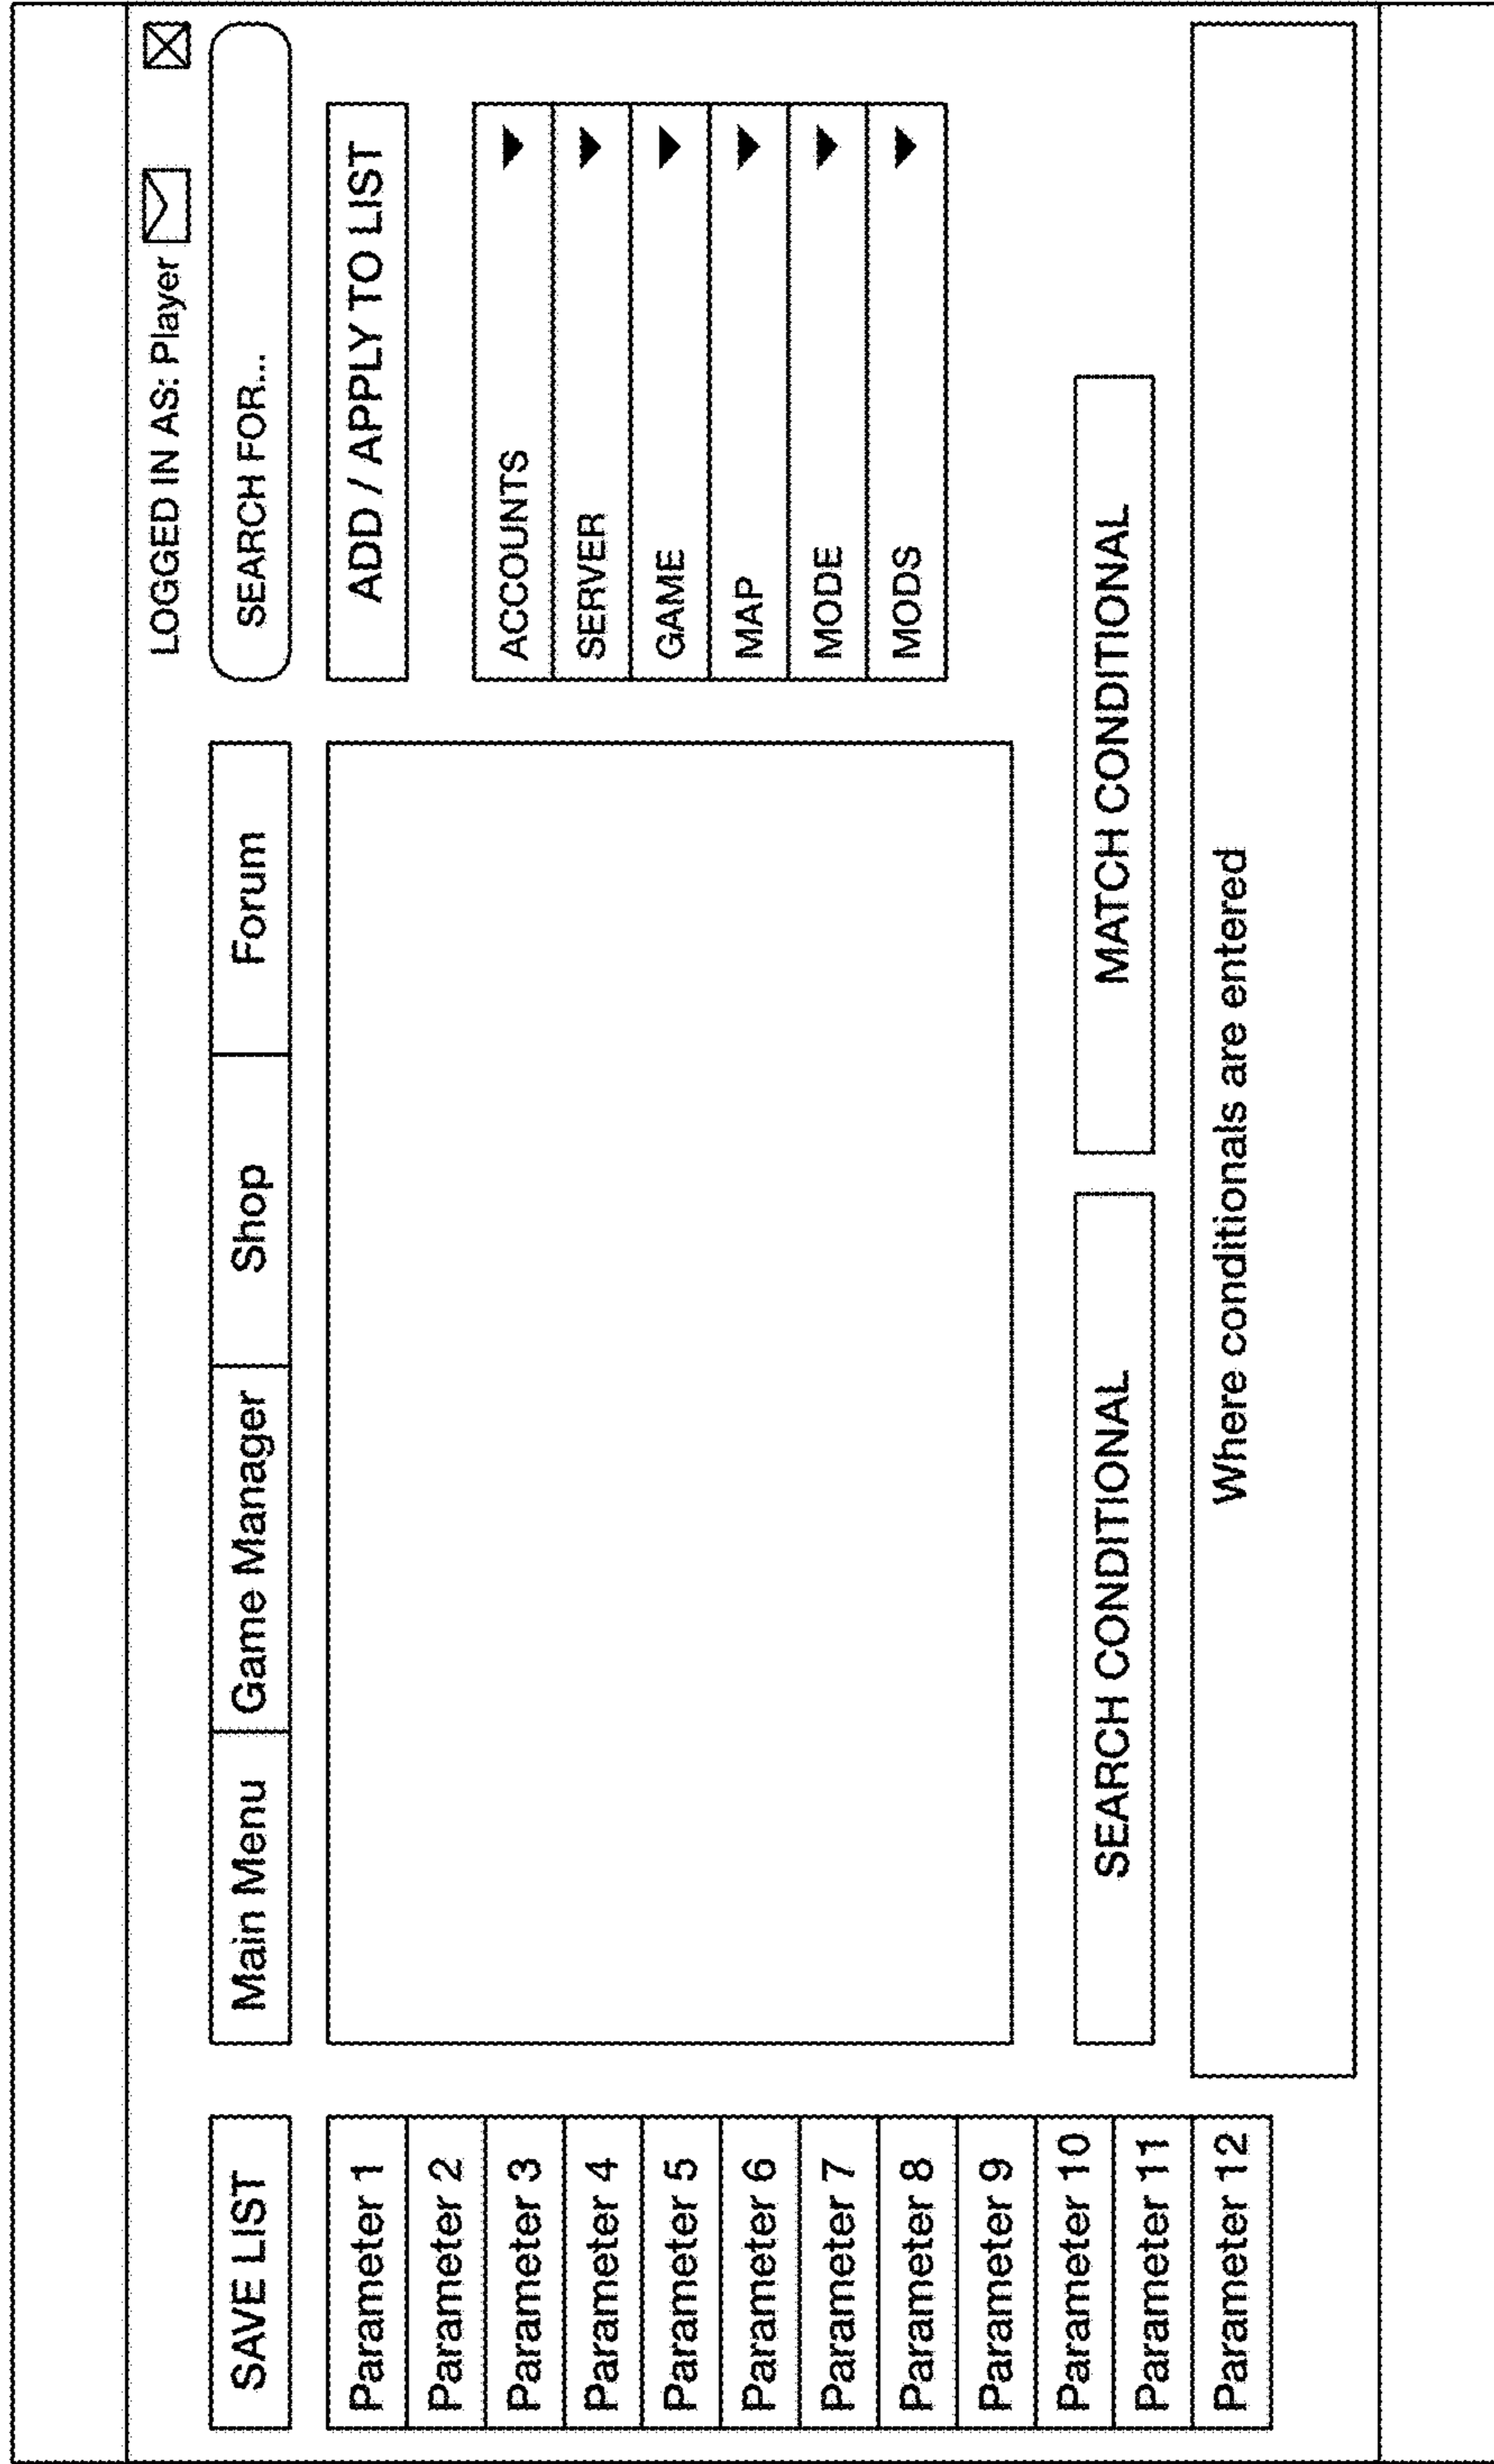 LOGGED IN AS: Player
SAVE LIST
Main Menu
Game Manager
Shop
Forum
SEARCH FOR...
Parameter 1
Parameter 2
Parameter 3
Parameter 4
Parameter 5
Parameter 6
Parameter 7
Parameter 8
Parameter 9
Parameter 10
Parameter 11
Parameter 12
ADD / APPLY TO LIST
ACCOUNTS
SERVER
GAME
MAP
MODE
MODS
SEARCH CONDITIONAL
MATCH CONDITIONAL
Where conditionals are entered